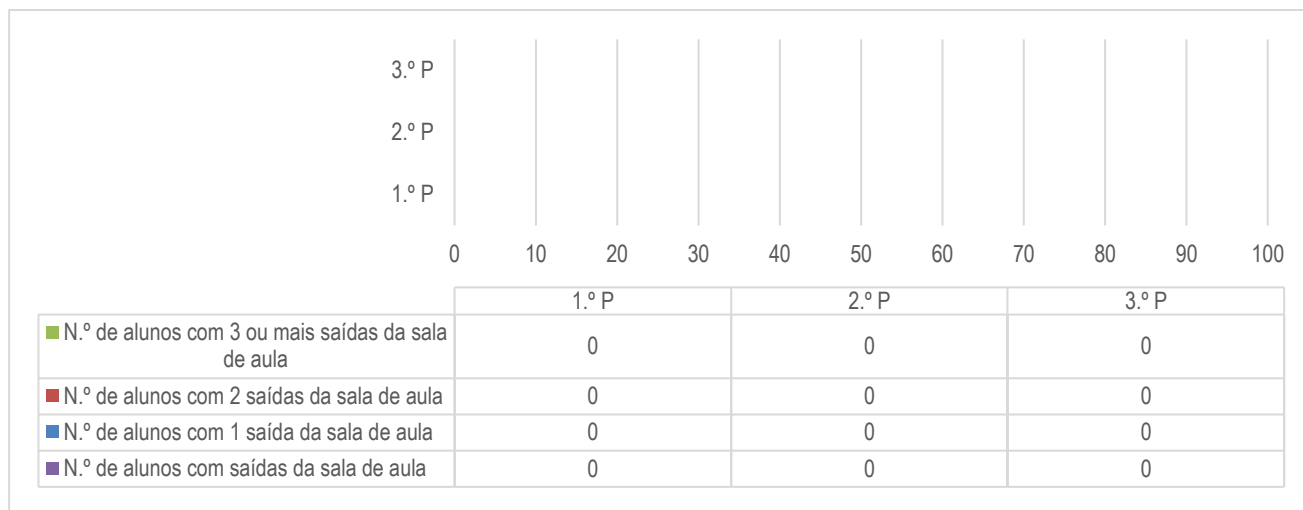 3.º P
2.º P
1.º P
0 10 20 30 40 50 60 70 80 90 100
1.º P 2.º P 3.º P
N.º de alunos com 3 ou mais saídas da sala
de aula 0 0 0
N.º de alunos com 2 saídas da sala de aula 0 0 0
N.º de alunos com 1 saída da sala de aula 0 0 0
N.º de alunos com saídas da sala de aula 0 0 0